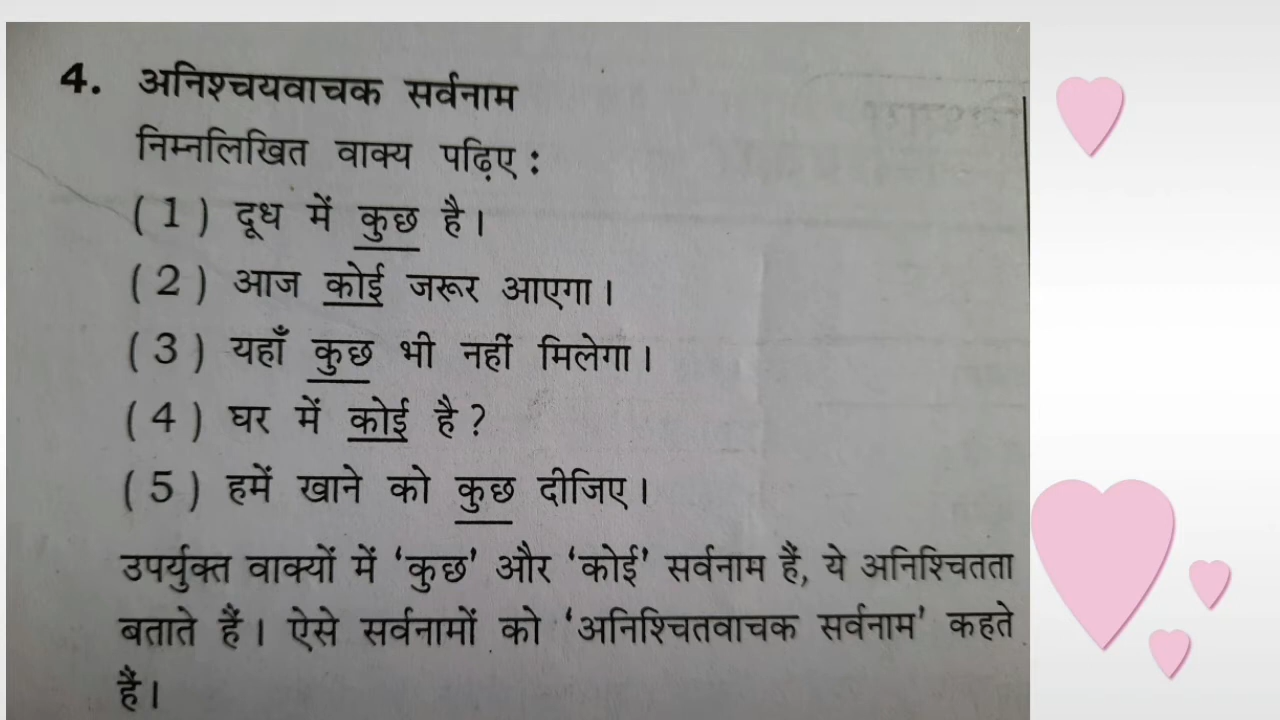 4. अनिश्चयवाचक सर्वनाम
निम्नलिखित वाक्य पढ़िए :
( 1 ) दूध में कुछ है।
( 2 ) आज कोई जरूर आएगा।
( 3 ) यहाँ कुछ भी नहीं मिलेगा।
( 4 ) घर में कोई है ?
( 5 ) हमें खाने को कुछ दीजिए।
उपर्युक्त वाक्यों में ‘कुछ’ और ‘कोई’ सर्वनाम हैं, ये अनिश्चितता
बताते हैं। ऐसे सर्वनामों को ‘अनिश्चितवाचक सर्वनाम’ कहते
हैं।